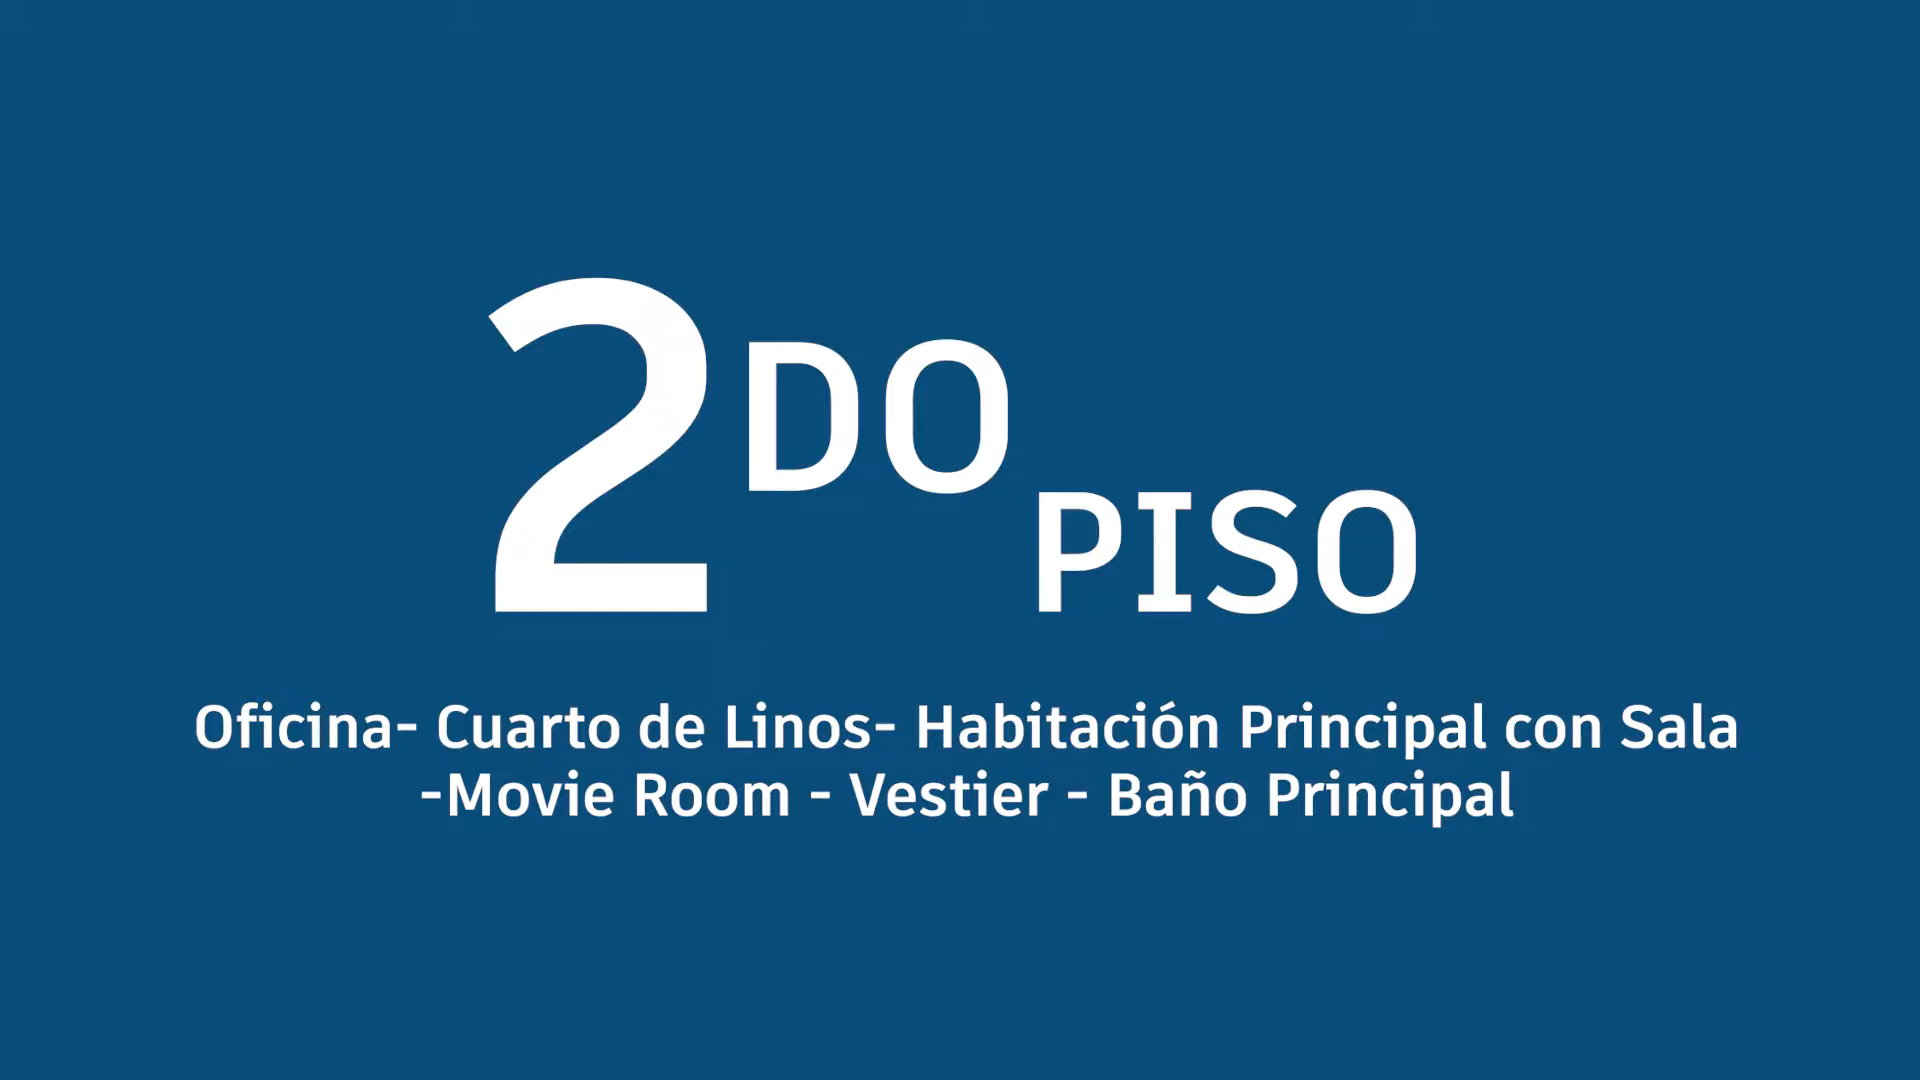 2DO PISO
Oficina- Cuarto de Linos- Habitación Principal con Sala
-Movie Room - Vestier - Baño Principal